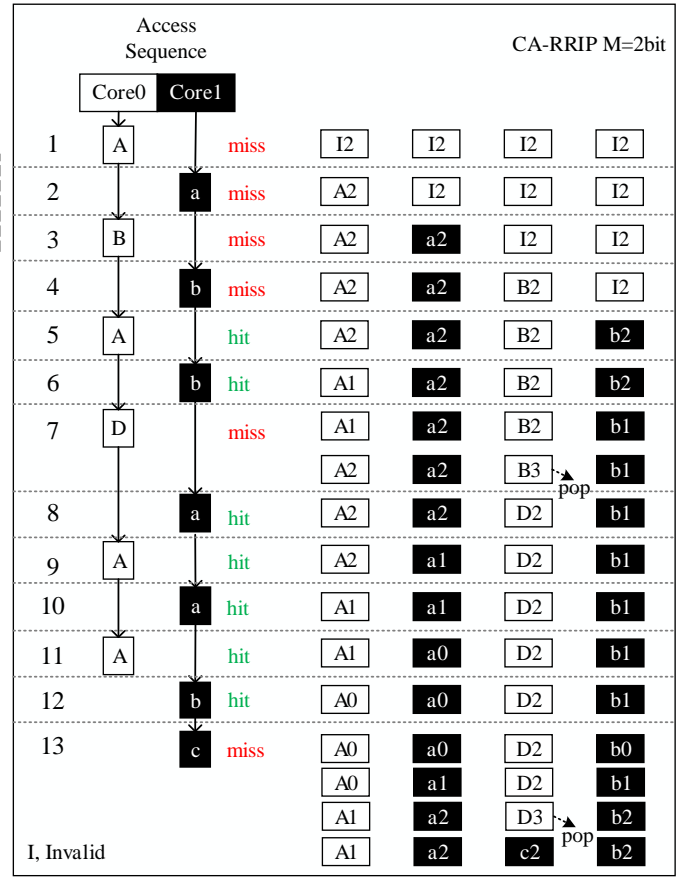 Access
Sequence
CA-RRIP M=2bit
Core0 Core1
1 A miss I2 I2 I2 I2
2 a miss A2 I2 I2 I2
3 B miss A2 a2 I2 I2
4 b miss A2 a2 B2 I2
5 A hit A2 a2 B2 b2
6 b hit A1 a2 B2 b2
7 D miss A1 a2 B2 b1
A2 a2 B3 b1
pop
8 a hit A2 a2 D2 b1
9 A hit A2 a1 D2 b1
10 a hit A1 a1 D2 b1
11 A hit A1 a0 D2 b1
12 b hit A0 a0 D2 b1
13 c miss A0 a0 D2 b0
A0 a1 D2 b1
A1 a2 D3 b2
pop
I, Invalid A1 a2 c2 b2